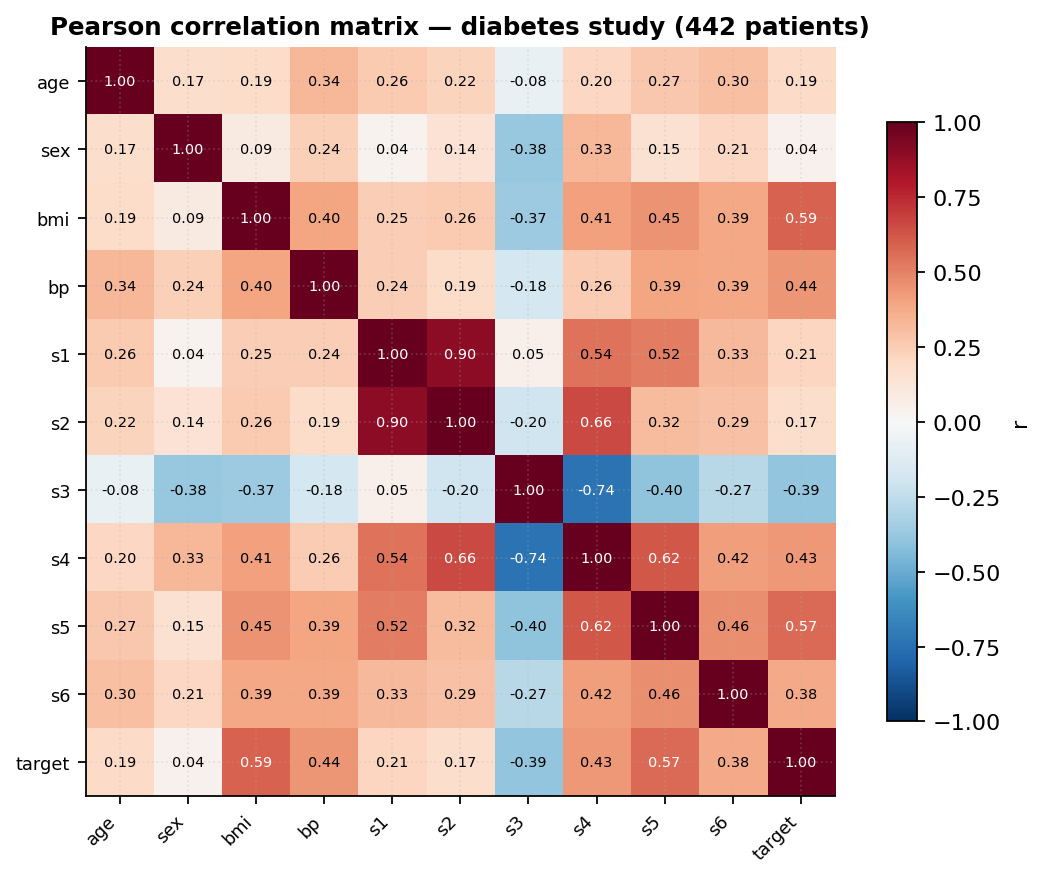 Pearson correlation matrix — diabetes study (442 patients)
age 1.00 0.17 0.19 0.34 0.26 0.22 -0.08 0.20 0.27 0.30 0.19
sex 0.17 1.00 0.09 0.24 0.04 0.14 -0.38 0.33 0.15 0.21 0.04
bmi 0.19 0.09 1.00 0.40 0.25 0.26 -0.37 0.41 0.45 0.39 0.59
bp 0.34 0.24 0.40 1.00 0.24 0.19 -0.18 0.26 0.39 0.39 0.44
s1 0.26 0.04 0.25 0.24 1.00 0.90 0.05 0.54 0.52 0.33 0.21
s2 0.22 0.14 0.26 0.19 0.90 1.00 -0.20 0.66 0.32 0.29 0.17
s3 -0.08 -0.38 -0.37 -0.18 0.05 -0.20 1.00 -0.74 -0.40 -0.27 -0.39
s4 0.20 0.33 0.41 0.26 0.54 0.66 -0.74 1.00 0.62 0.42 0.43
s5 0.27 0.15 0.45 0.39 0.52 0.32 -0.40 0.62 1.00 0.46 0.57
s6 0.30 0.21 0.39 0.39 0.33 0.29 -0.27 0.42 0.46 1.00 0.38
target 0.19 0.04 0.59 0.44 0.21 0.17 -0.39 0.43 0.57 0.38 1.00
age sex bmi bp s1 s2 s3 s4 s5 s6 target
1.00
0.75
0.50
0.25
0.00
−0.25
−0.50
−0.75
−1.00
r